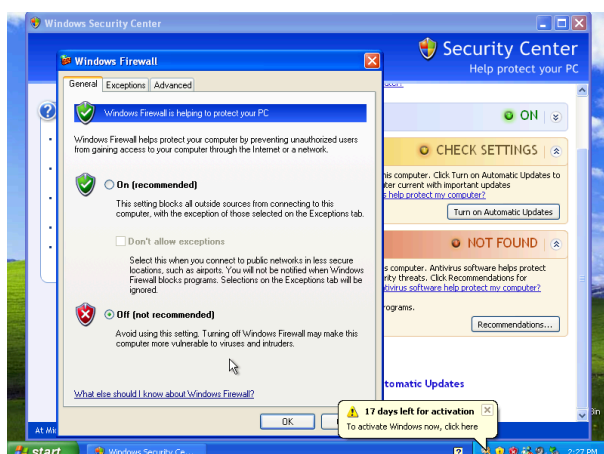 Windows Security Center
Security Center
Help protect your PC
Windows Firewall
General
Exceptions
Advanced
Windows Firewall is helping to protect your PC
Windows Firewall helps protect your computer by preventing unauthorized users
from gaining access to your computer through the Internet or a network.
On (recommended)
This setting blocks all outside sources from connecting to this
computer, with the exception of those selected on the Exceptions tab.
Don't allow exceptions
Select this when you connect to public networks in less secure
locations, such as airports. You will not be notified when Windows
Firewall blocks programs. Selections on the Exceptions tab will be
ignored.
Off (not recommended)
Avoid using this setting. Turning off Windows Firewall may make this
computer more vulnerable to viruses and intruders.
What else should I know about Windows Firewall?
OK
ON
CHECK SETTINGS
computer. Click Turn on Automatic Updates to
current with important updates
help protect my computer?
Turn on Automatic Updates
NOT FOUND
computer. Antivirus software helps protect
threats. Click Recommendations for
software help protect my computer?
Recommendations...
Updates
At
17 days left for activation
To activate Windows now, click here
start
Windows Security Ce...
2:27 PM